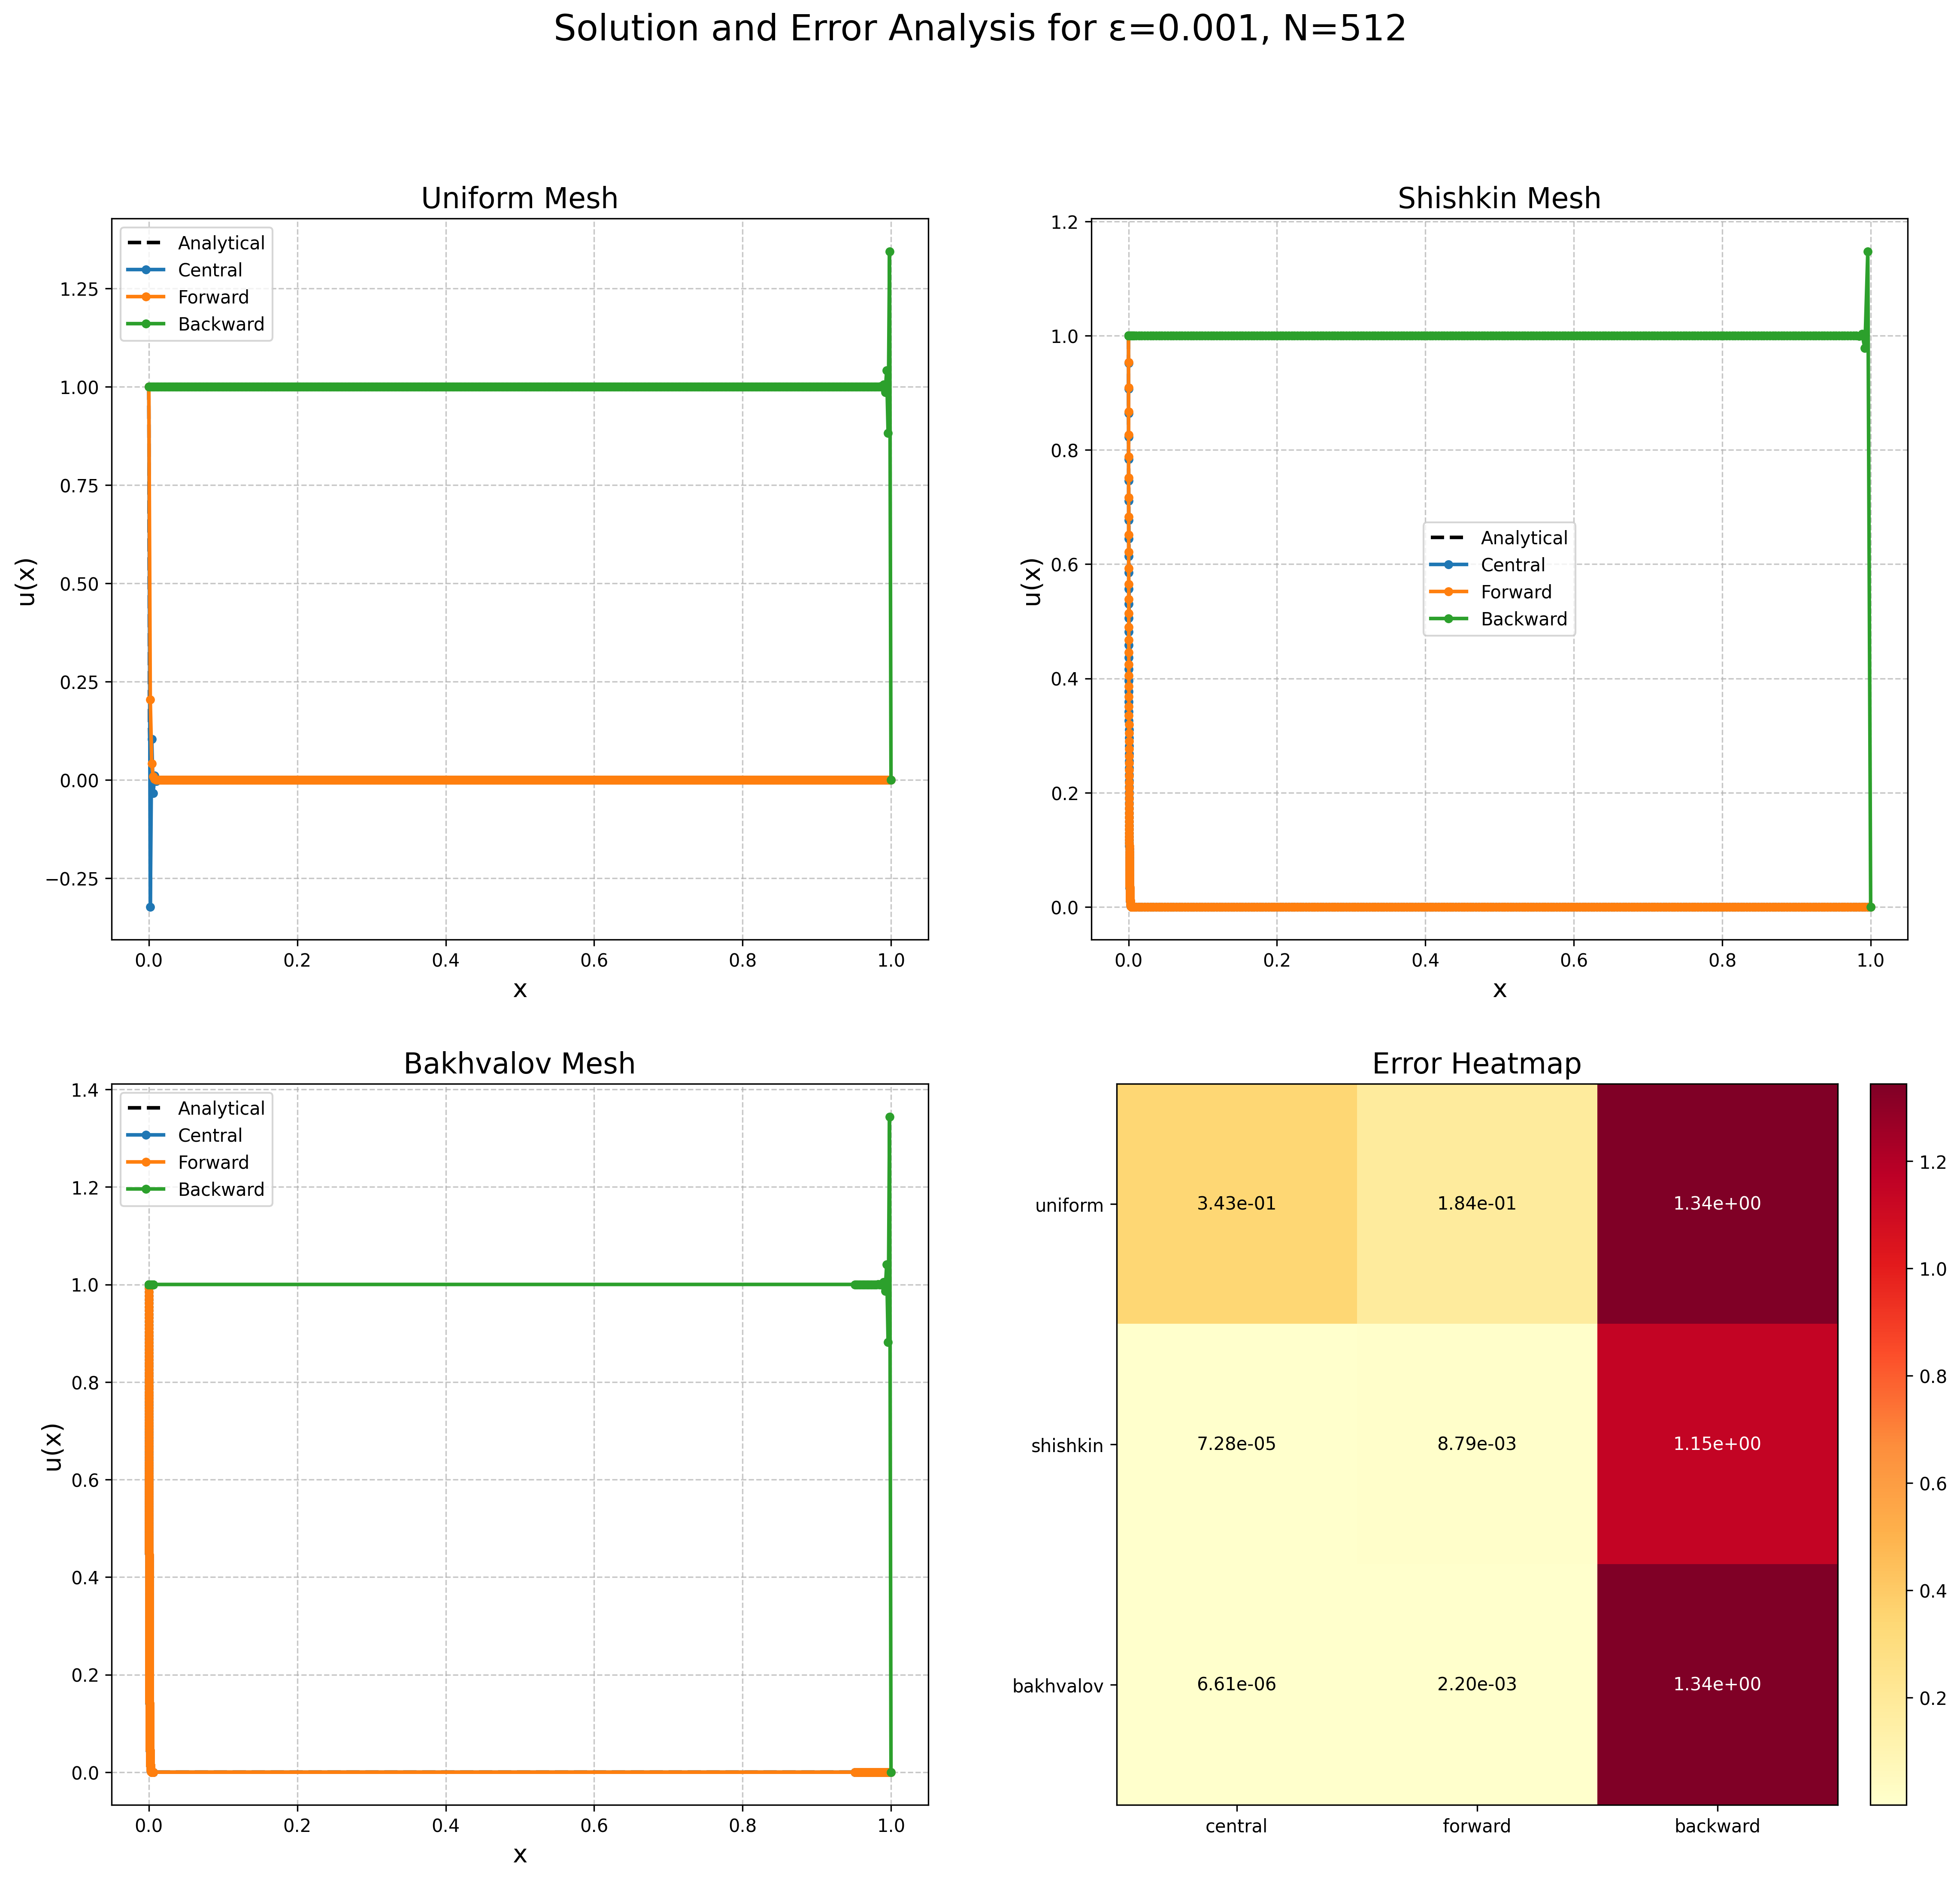 Solution and Error Analysis for ε=0.001, N=512
Uniform Mesh
Analytical
Central
Forward
Backward
1.25
1.00
0.75
0.50
0.25
0.00
−0.25
u(x)
0.0 0.2 0.4 0.6 0.8 1.0
x
Shishkin Mesh
1.2
1.0
0.8
0.6
0.4
0.2
0.0
u(x)
Analytical
Central
Forward
Backward
0.0 0.2 0.4 0.6 0.8 1.0
x
Bakhvalov Mesh
Analytical
Central
Forward
Backward
1.4
1.2
1.0
0.8
0.6
0.4
0.2
0.0
u(x)
0.0 0.2 0.4 0.6 0.8 1.0
x
Error Heatmap
uniform 3.43e-01 1.84e-01 1.34e+00
shishkin 7.28e-05 8.79e-03 1.15e+00
bakhvalov 6.61e-06 2.20e-03 1.34e+00
central forward backward
1.2
1.0
0.8
0.6
0.4
0.2